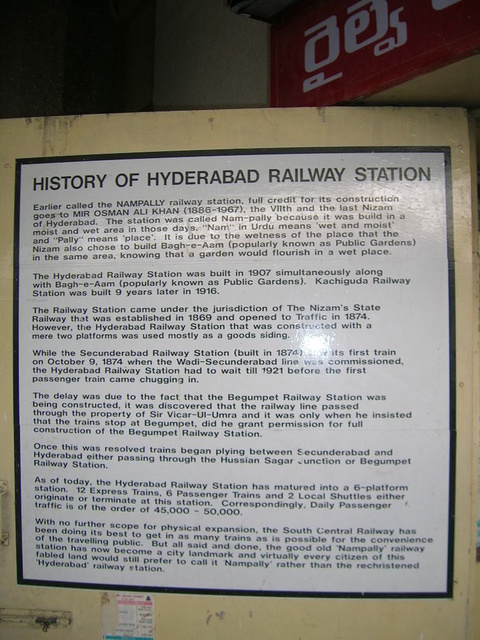 రైల్వే
HISTORY OF HYDERABAD RAILWAY STATION
Earlier called the NAMPALLY railway station, full credit for its construction
goes to MIR OSMAN ALI KHAN (1886-1967), the VIIth and the last Nizam
of Hyderabad. The station was called Nam-pally because it was build in a
moist and wet area in those days. "Nam" in Urdu means 'wet and moist'
and "Pally" means 'place'. It is due to the wetness of the place that the
Nizam also chose to build Bagh-e-Aam (popularly known as Public Gardens)
in the same area, knowing that a garden would flourish in a wet place.
The Hyderabad Railway Station was built in 1907 simultaneously along
with Bagh-e-Aam (popularly known as Public Gardens). Kachiguda Railway
Station was built 9 years later in 1916.
The Railway Station came under the jurisdiction of The Nizam's State
Railway that was established in 1869 and opened to Traffic in 1874.
However, the Hyderabad Railway Station that was constructed with a
mere two platforms was used mostly as a goods siding.
While the Secunderabad Railway Station (built in 1874) its first train
on October 9, 1874 when the Wadi-Secunderabad line was commissioned,
the Hyderabad Railway Station had to wait till 1921 before the first
passenger train came chugging in.
The delay was due to the fact that the Begumpet Railway Station was
being constructed, it was discovered that the railway line passed
through the property of Sir Vicar-Ul-Umra and it was only when he insisted
that the trains stop at Begumpet, did he grant permission for full
construction of the Begumpet Railway Station.
Once this was resolved trains began plying between Secunderabad and
Hyderabad either passing through the Hussian Sagar Junction or Begumpet
Railway Station.
As of today, the Hyderabad Railway Station has matured into a 6-platform
station. 12 Express Trains, 6 Passenger Trains and 2 Local Shuttles either
originate or terminate at this station. Correspondingly, Daily Passenger
traffic is of the order of 45,000 - 50,000.
With no further scope for physical expansion, the South Central Railway has
been doing its best to get in as many trains as is possible for the convenience
of the travelling public. But all said and done, the good old 'Nampally' railway
station has now become a city landmark and virtually every citizen of this
fabled land would still prefer to call it 'Nampally' rather than the rechristened
'Hyderabad' railway station.